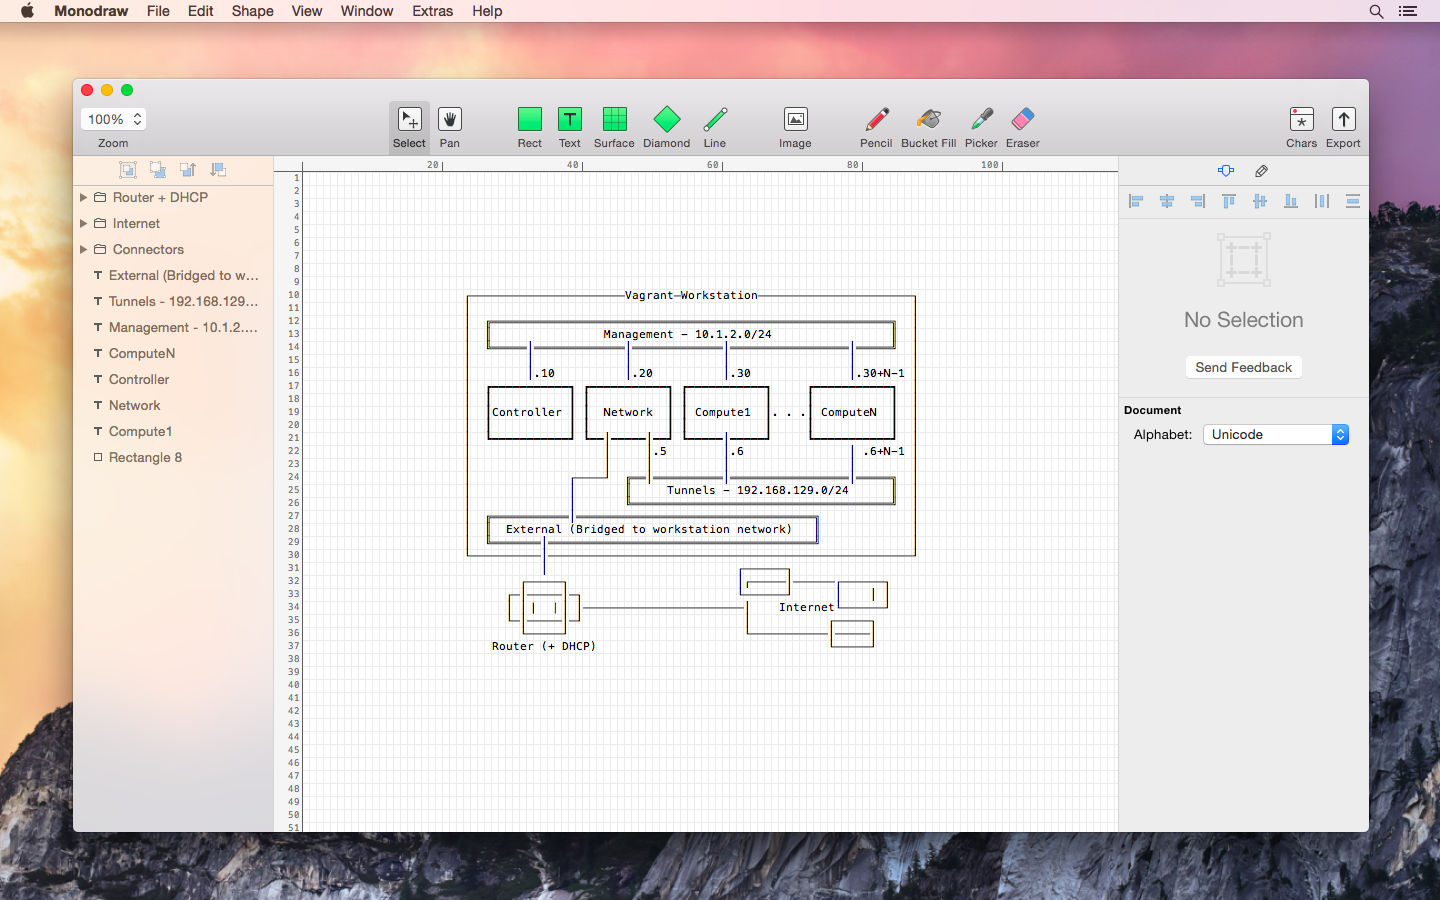 Monodraw File Edit Shape View Window Extras Help
100%
Zoom
Select
Pan
Rect
Text
Surface
Diamond
Line
Image
Pencil
Bucket Fill
Picker
Eraser
Chars
Export
Router + DHCP
Internet
Connectors
External (Bridged to w...
Tunnels - 192.168.129...
Management - 10.1.2....
ComputeN
Controller
Network
Compute1
Rectangle 8
20 40 60 80 100
1
2
3
4
5
6
7
8
9
10
11
12
13
14
15
16
17
18
19
20
21
22
23
24
25
26
27
28
29
30
31
32
33
34
35
36
37
38
39
40
41
42
43
44
45
46
47
48
49
50
51
Vagrant Workstation
Management - 10.1.2.0/24
.10 .20 .30 .30+N-1
Controller Network Compute1 ... ComputeN
.5 .6 .6+N-1
Tunnels - 192.168.129.0/24
External (Bridged to workstation network)
Internet
Router (+ DHCP)
No Selection
Send Feedback
Document
Alphabet: Unicode